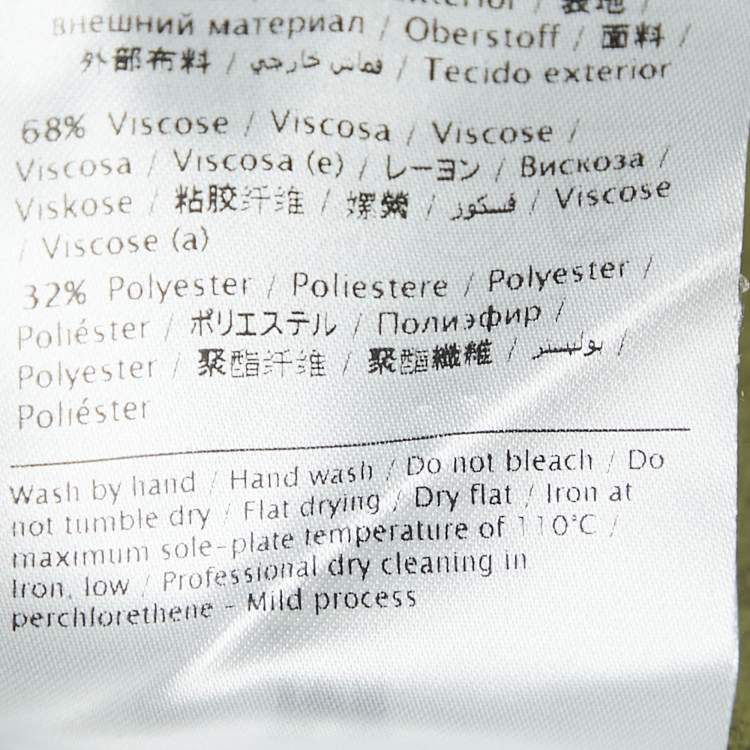 exterior / 表地 /
внешний материал / Oberstoff / 面料 /
外部布料 / قماش خارجي / Tecido exterior
68% Viscose / Viscosa / Viscose /
Viscosa / Viscosa (e) / レーヨン / Вискоза /
Viskose / 粘胶纤维 / 嫘縈 / فسكوز / Viscose
/ Viscose (a)
32% Polyester / Poliestere / Polyester /
Poliéster / ポリエステル / Полиэфир /
Polyester / 聚酯纤维 / 聚酯纖維 / بوليستر /
Poliéster
Wash by hand / Hand wash / Do not bleach / Do
not tumble dry / Flat drying / Dry flat / Iron at
maximum sole-plate temperature of 110°C /
Iron, low / Professional dry cleaning in
perchlorethene - Mild process